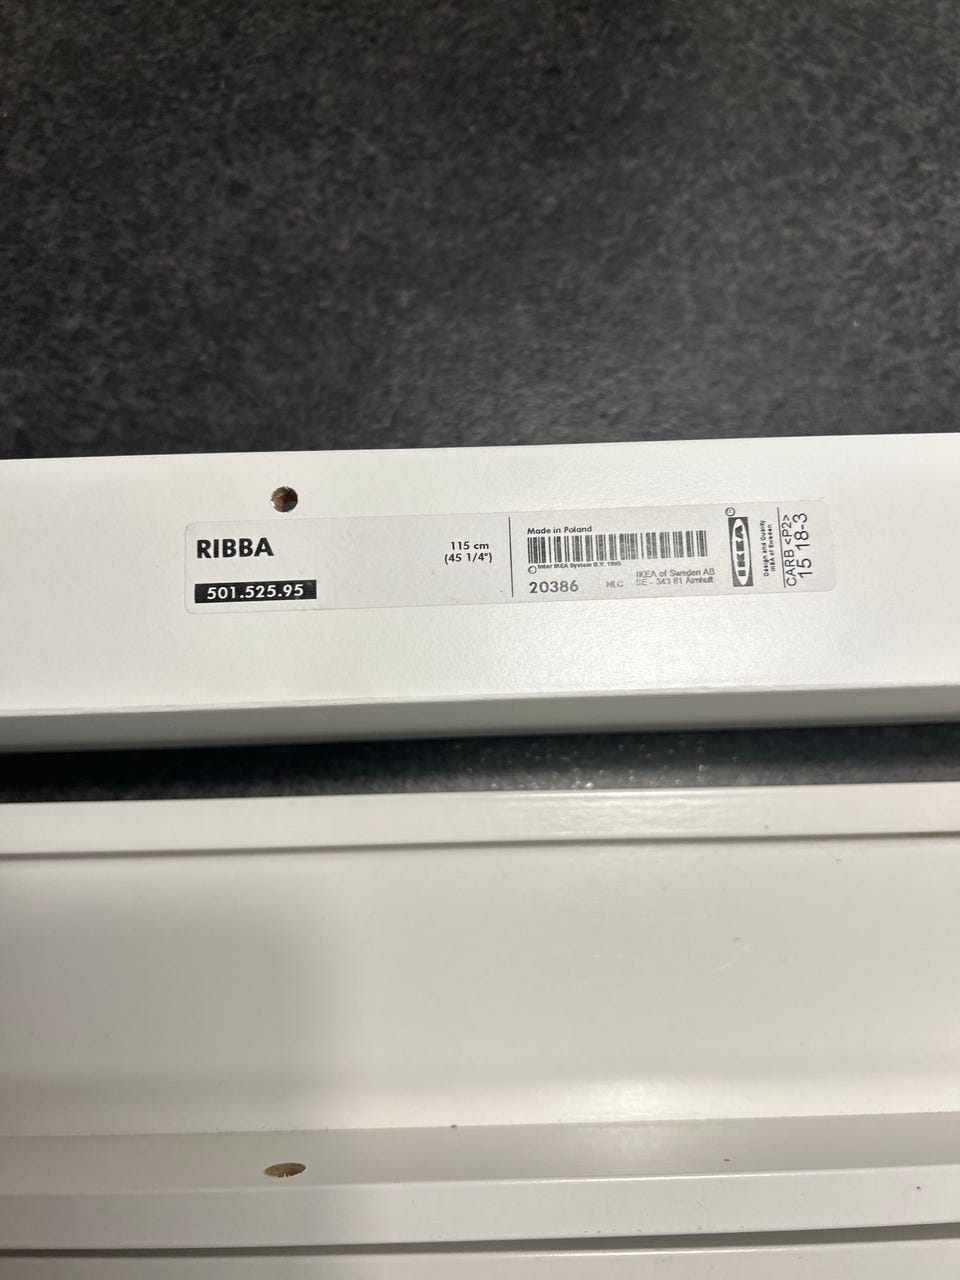 RIBBA
115 cm
(45 1/4")
501.525.95
Made in Poland
© Inter IKEA System B.V. 1995
20386
NLC
IKEA of Sweden AB
SE - 343 81 Älmhult
IKEA
®
Design and Quality
IKEA of Sweden
CARB <P2>
15 18-3